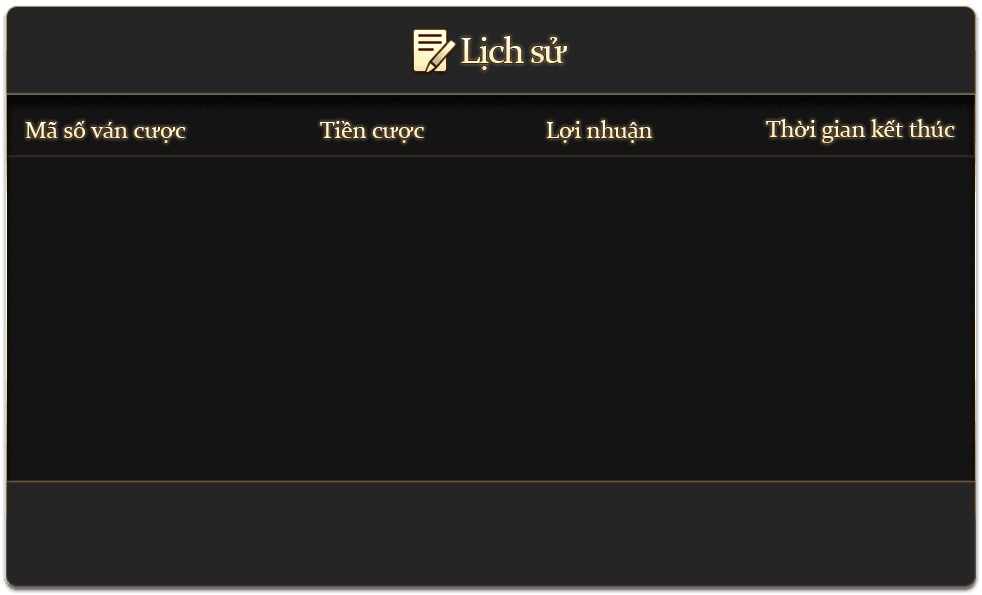 Lịch sử
Mã số ván cược Tiền cược Lợi nhuận Thời gian kết thúc